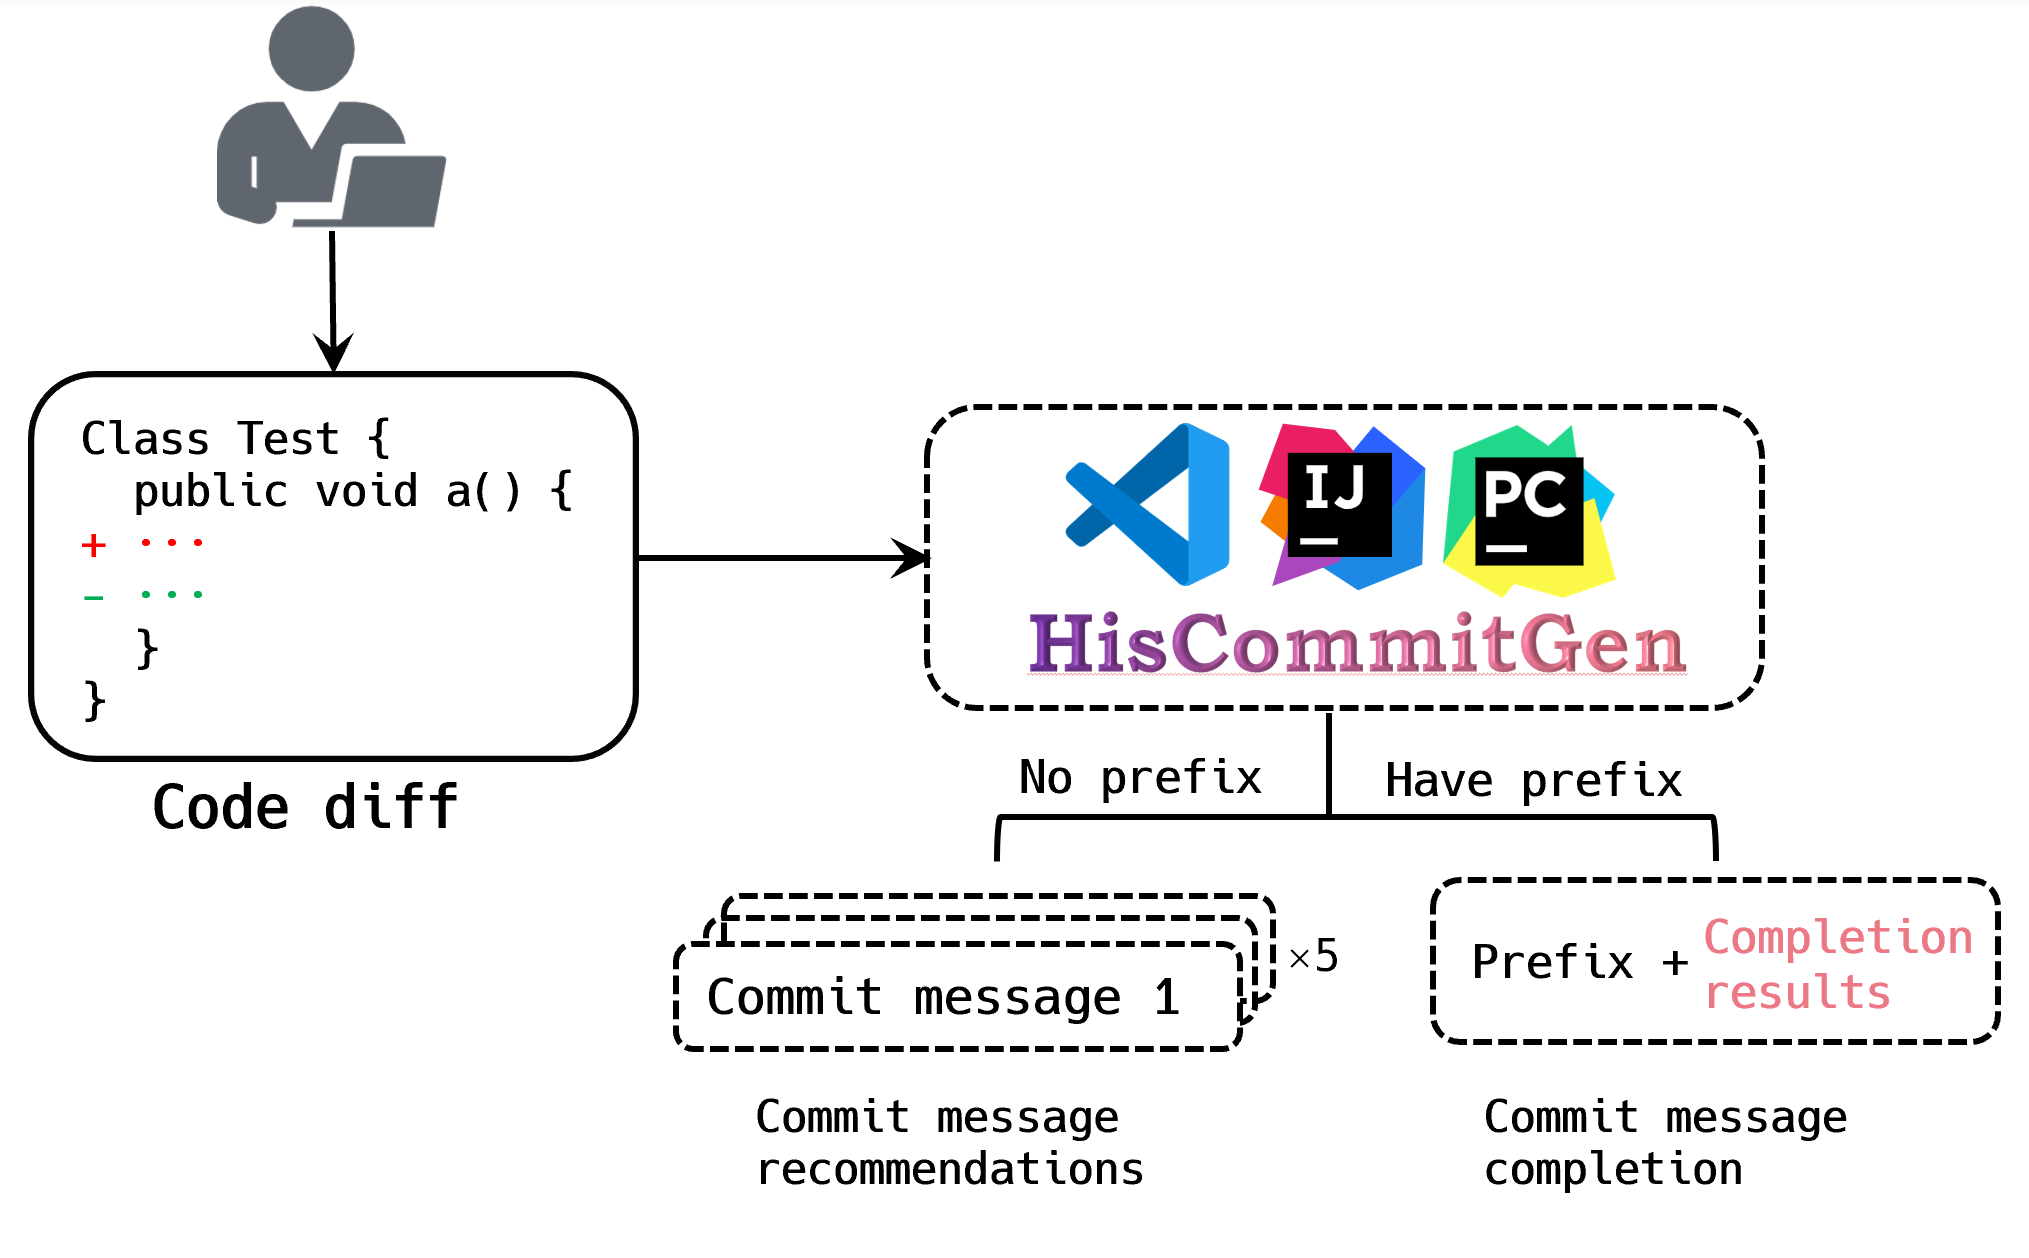 Class Test {
public void a() {
+ ...
- ...
}
}
Code diff
IJ
PC
HisCommitGen
No prefix
Have prefix
Commit message 1
×5
Prefix + Completion results
Commit message
recommendations
Commit message
completion